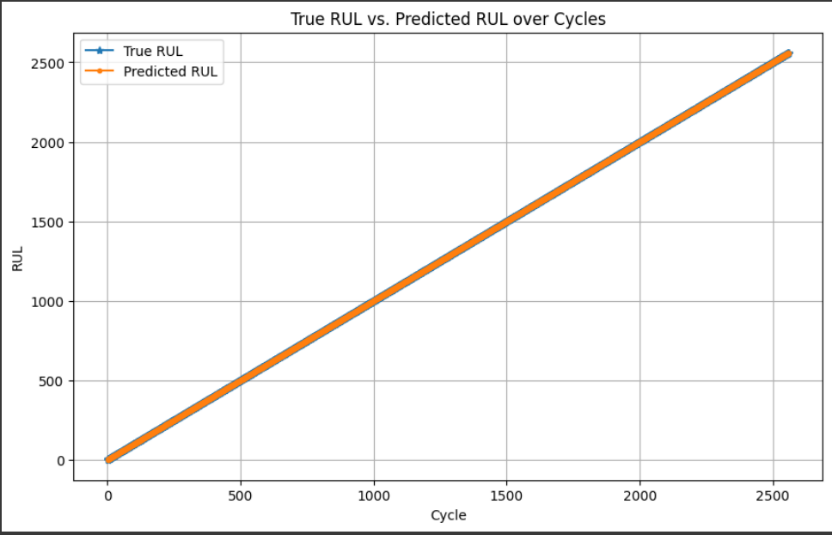 True RUL vs. Predicted RUL over Cycles
True RUL
Predicted RUL
2500
2000
1500
1000
500
0
RUL
0 500 1000 1500 2000 2500
Cycle